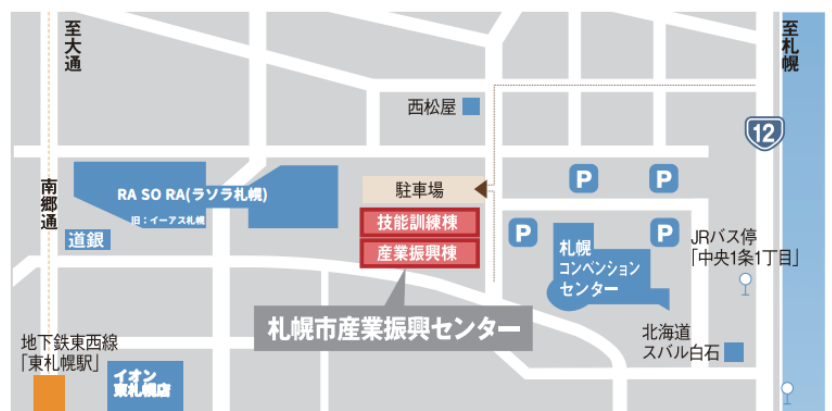 至大通
至札幌
西松屋
12
P
P
南郷通
RA SO RA(ラソラ札幌)
旧：イーアス札幌
駐車場
道銀
技能訓練棟
産業振興棟
P
P
札幌
コンベンション
センター
JRバス停
「中央1条1丁目」
札幌市産業振興センター
地下鉄東西線
「東札幌駅」
北海道
スバル白石
イオン
東札幌店